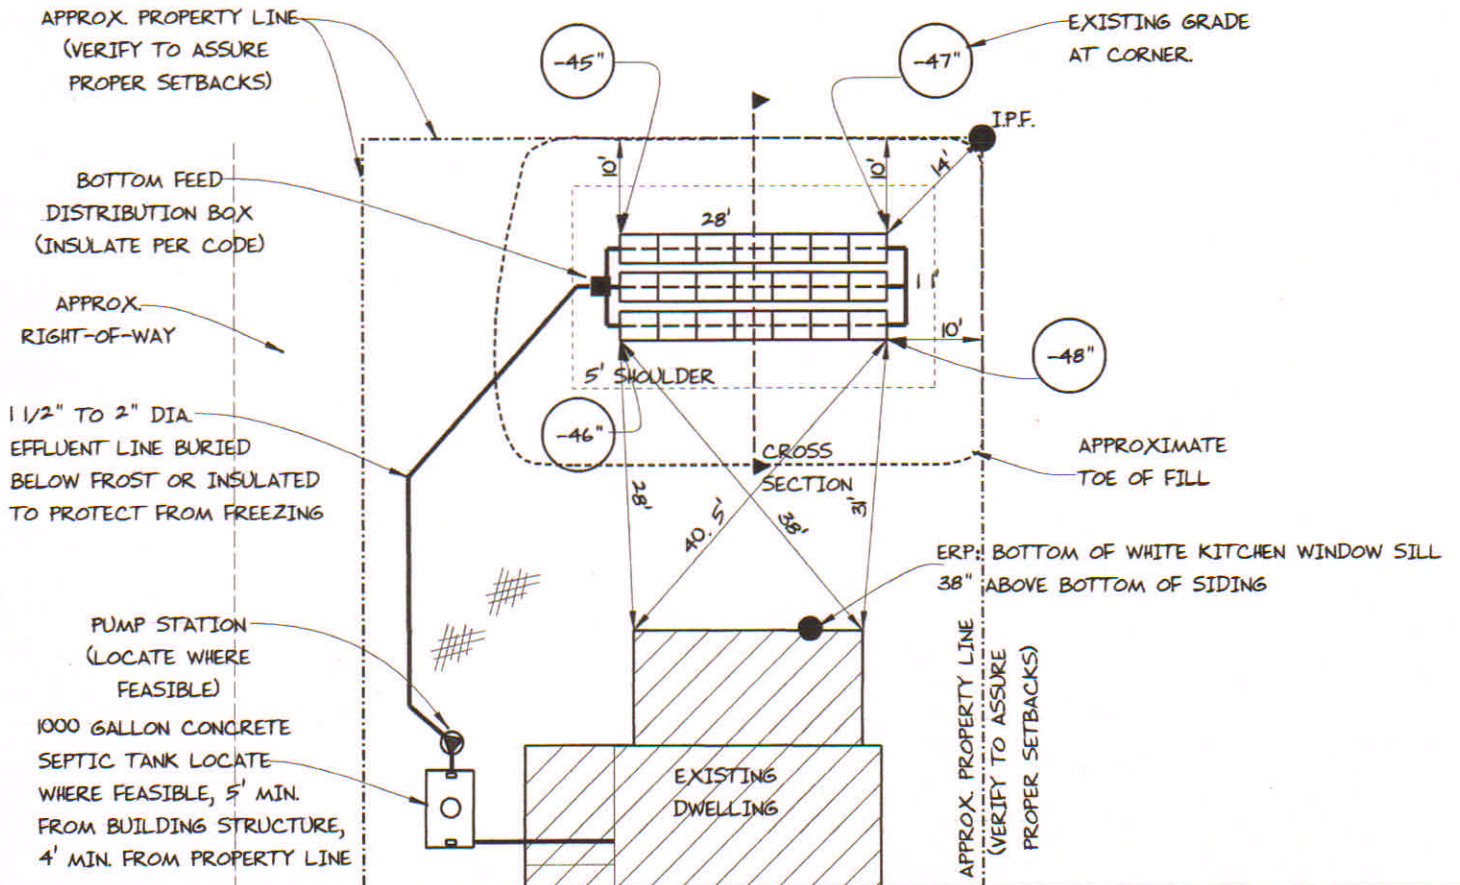 APPROX. PROPERTY LINE
(VERIFY TO ASSURE
PROPER SETBACKS)
-45"
-47"
EXISTING GRADE
AT CORNER.
I.P.F.
10'
10'
14'
BOTTOM FEED
DISTRIBUTION BOX
(INSULATE PER CODE)
28'
11'
APPROX.
RIGHT-OF-WAY
10'
-48"
5' SHOULDER
1 1/2" TO 2" DIA.
EFFLUENT LINE BURIED
BELOW FROST OR INSULATED
TO PROTECT FROM FREEZING
-46"
CROSS
SECTION
APPROXIMATE
TOE OF FILL
28'
40.5'
38'
31'
ERP: BOTTOM OF WHITE KITCHEN WINDOW SILL
38" ABOVE BOTTOM OF SIDING
PUMP STATION
(LOCATE WHERE
FEASIBLE)
1000 GALLON CONCRETE
SEPTIC TANK LOCATE
WHERE FEASIBLE, 5' MIN.
FROM BUILDING STRUCTURE,
4' MIN. FROM PROPERTY LINE
EXISTING
DWELLING
APPROX. PROPERTY LINE
(VERIFY TO ASSURE
PROPER SETBACKS)